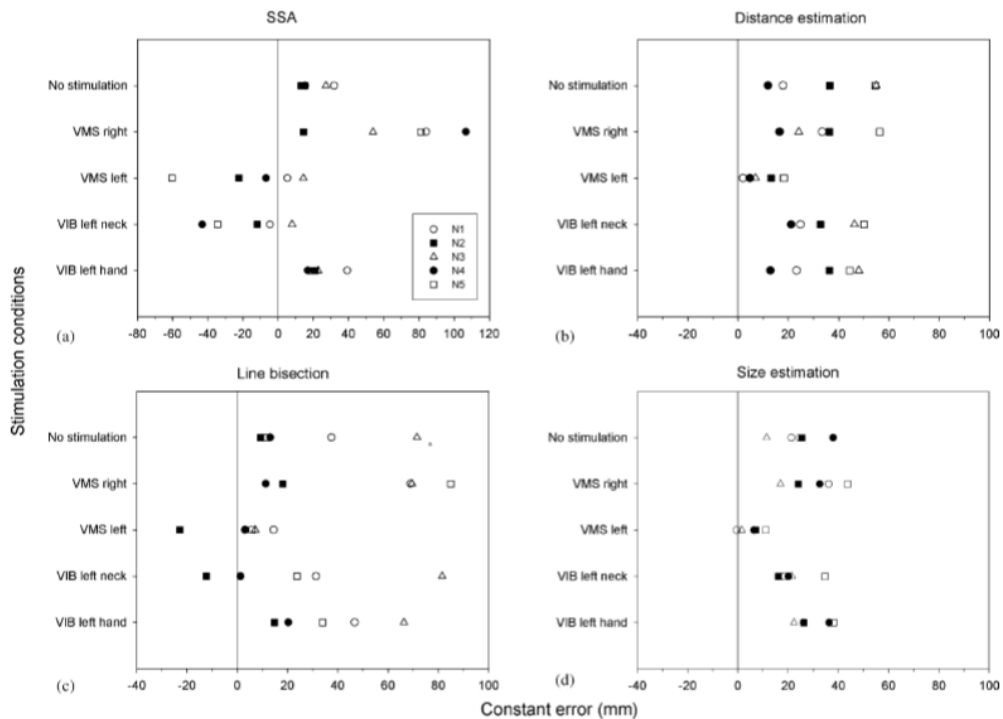 SSA
No stimulation
VMS right
VMS left
VIB left neck
VIB left hand
N1
N2
N3
N4
N5
-80 -60 -40 -20 0 20 40 60 80 100 120
(a)
Distance estimation
No stimulation
VMS right
VMS left
VIB left neck
VIB left hand
-40 -20 0 20 40 60 80 100
(b)
Stimulation conditions
Line bisection
No stimulation
VMS right
VMS left
VIB left neck
VIB left hand
-40 -20 0 20 40 60 80 100
(c)
Size estimation
No stimulation
VMS right
VMS left
VIB left neck
VIB left hand
-40 -20 0 20 40 60 80 100
(d)
Constant error (mm)